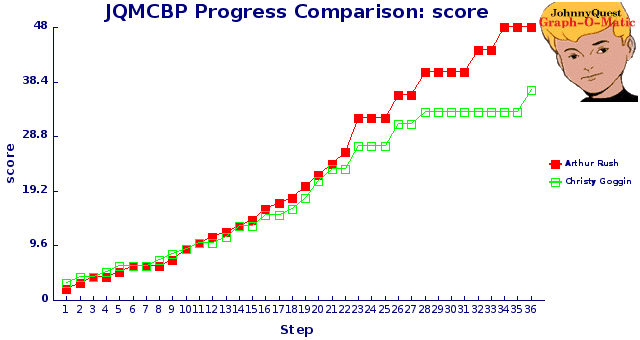 JQMCBP Progress Comparison: score
JohnnyQuest
Graph-O-Matic
48
38.4
28.8
19.2
9.6
0
score
Arthur Rush
Christy Goggin
1 2 3 4 5 6 7 8 9 10 11 12 13 14 15 16 17 18 19 20 21 22 23 24 25 26 27 28 29 30 31 32 33 34 35 36
Step